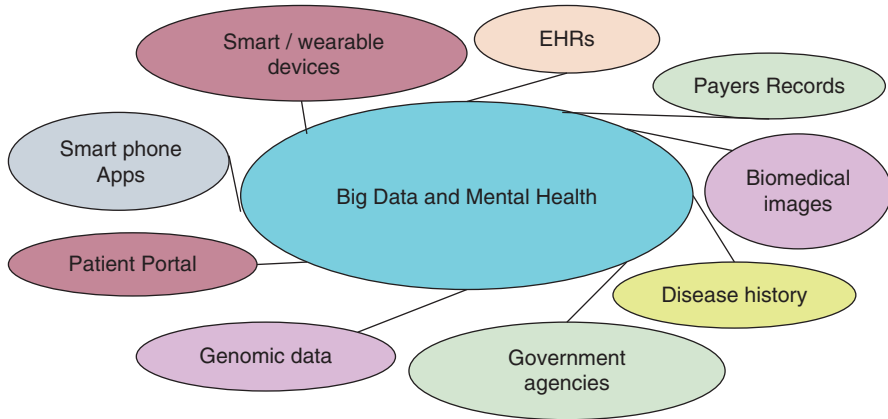 Smart / wearable
devices
EHRs
Payers Records
Smart phone
Apps
Big Data and Mental Health
Biomedical
images
Patient Portal
Disease history
Genomic data
Government
agencies